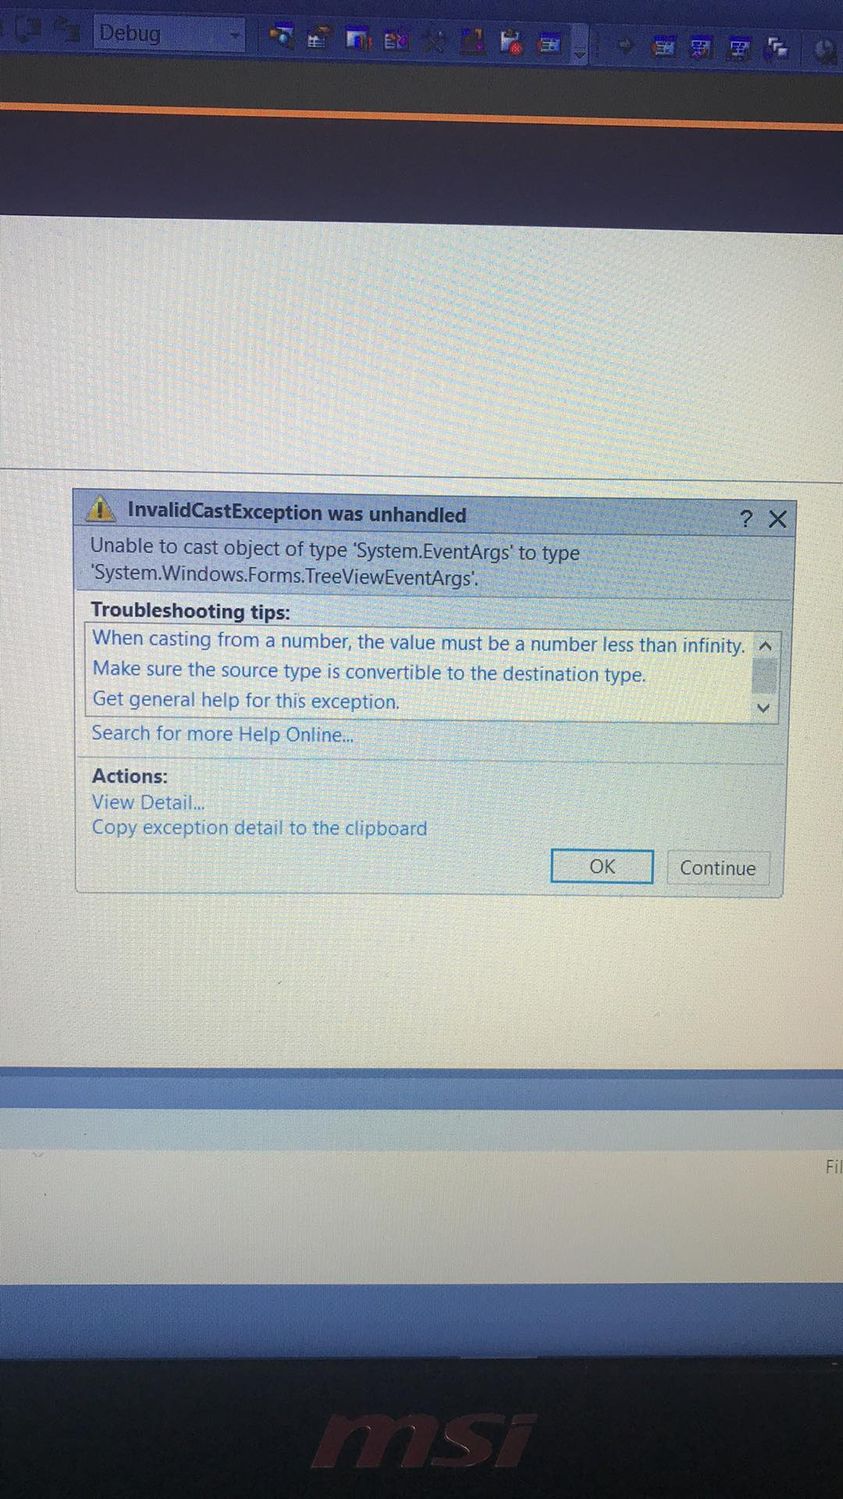 Debug
InvalidCastException was unhandled
? X
Unable to cast object of type 'System.EventArgs' to type
'System.Windows.Forms.TreeViewEventArgs'.
Troubleshooting tips:
When casting from a number, the value must be a number less than infinity.
Make sure the source type is convertible to the destination type.
Get general help for this exception.
Search for more Help Online...
Actions:
View Detail...
Copy exception detail to the clipboard
OK
Continue
Fil
msi